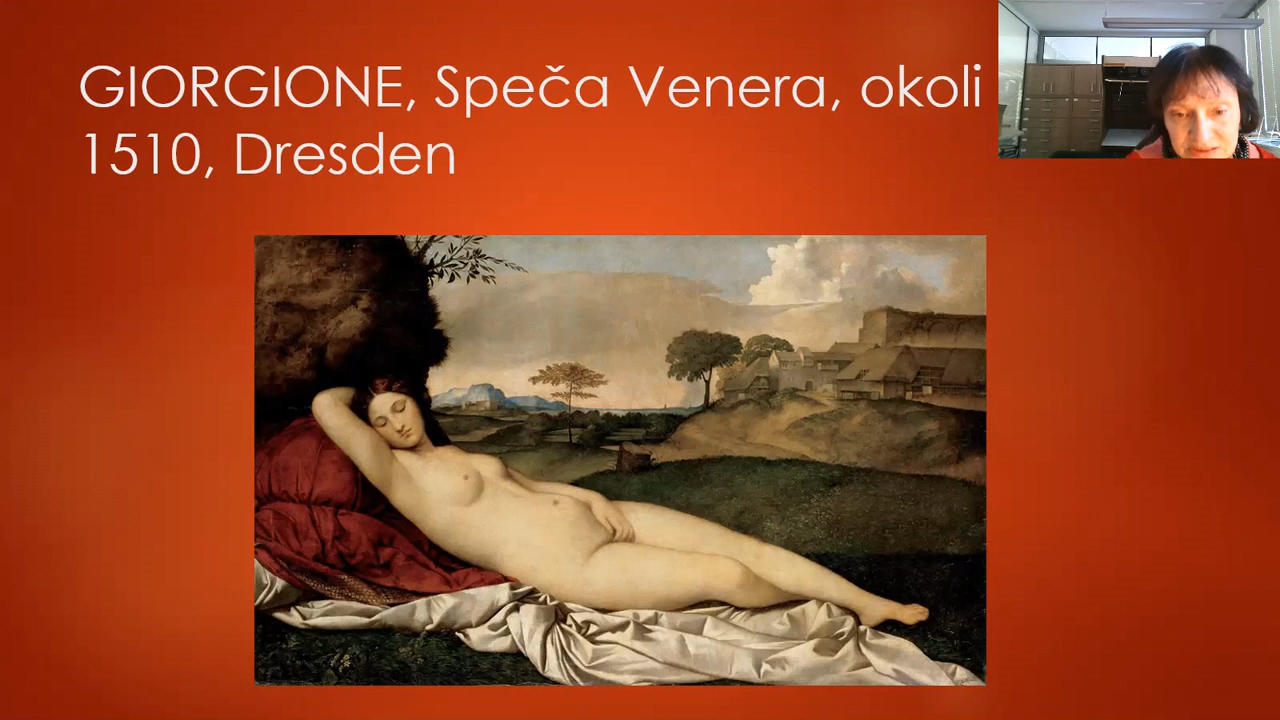 GIORGIONE, Speča Venera, okoli
1510, Dresden